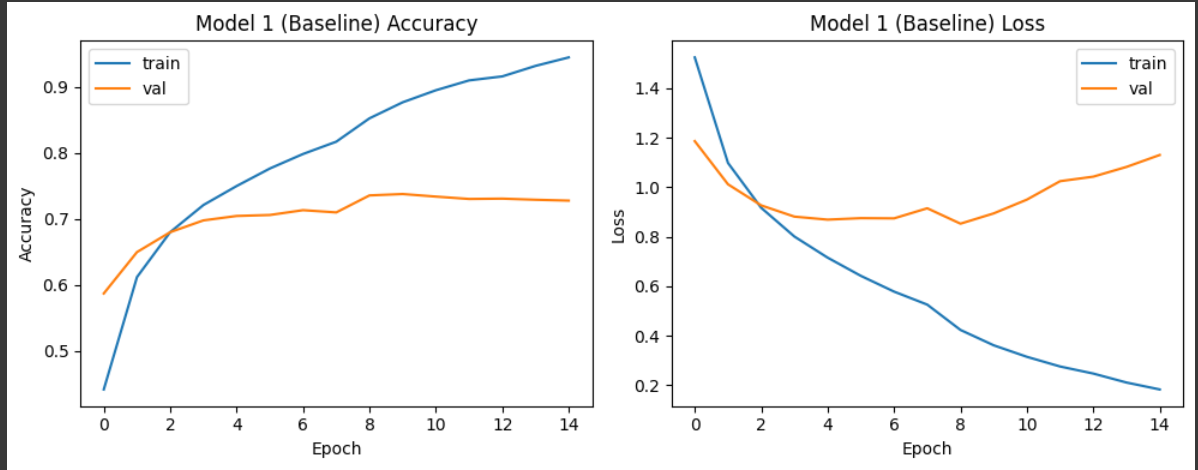 Model 1 (Baseline) Accuracy
train
val
0.9
0.8
0.7
0.6
0.5
Accuracy
0 2 4 6 8 10 12 14
Epoch
Model 1 (Baseline) Loss
train
val
1.4
1.2
1.0
0.8
0.6
0.4
0.2
Loss
0 2 4 6 8 10 12 14
Epoch